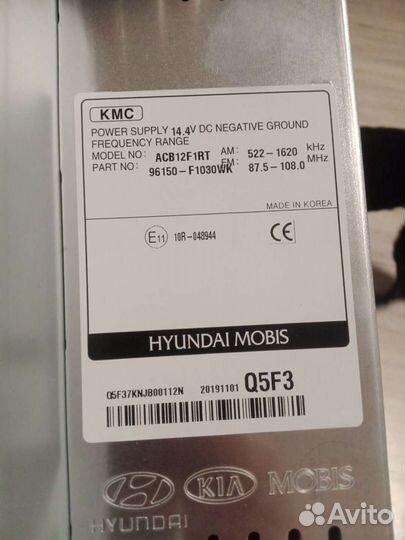 KMC
POWER SUPPLY 14.4V DC NEGATIVE GROUND
FREQUENCY RANGE
MODEL NO: ACB12F1RT AM: 522-1620 kHz
PART NO: 96150-F1030WK FM: 87.5-108.0 MHz
MADE IN KOREA
E11 10R-048944 CE
HYUNDAI MOBIS
Q5F37KNJB00112N 20191101 Q5F3
HYUNDAI KIA MOBIS
Avito